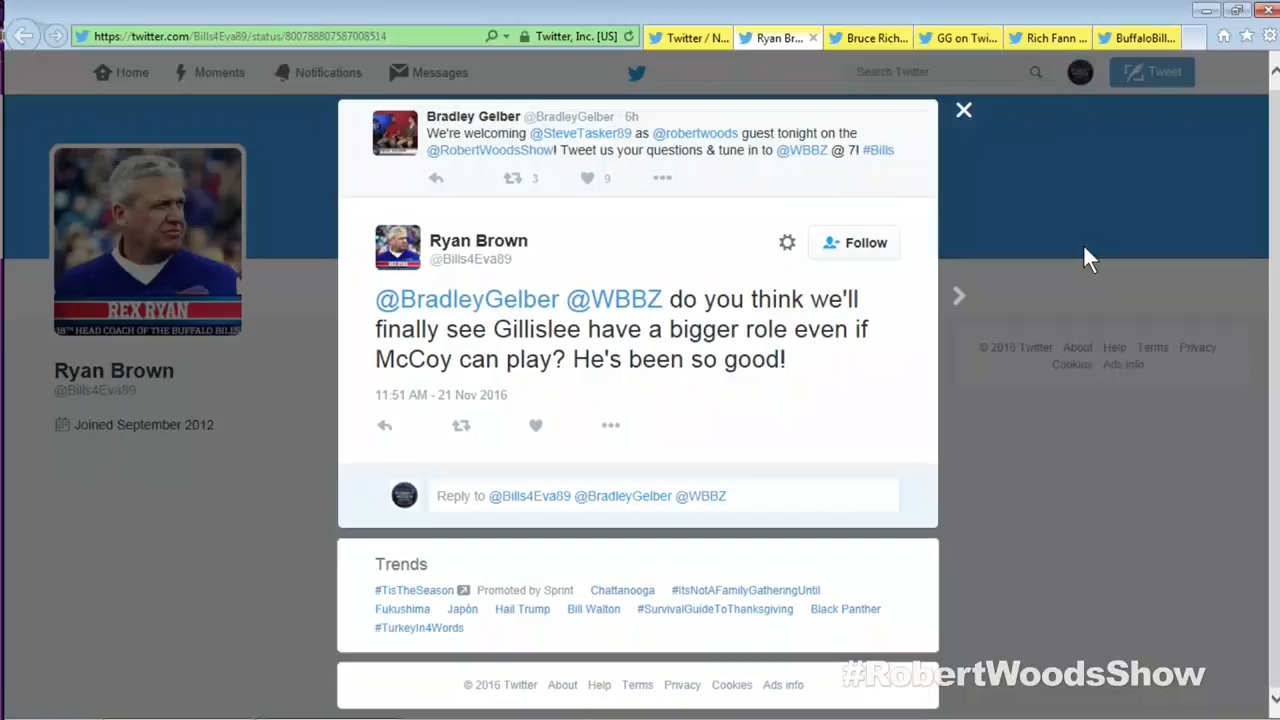 https://twitter.com/Bills4Eva89/status/800788807587008514
Twitter, Inc. [US]
Twitter / N...
Ryan Br...
Bruce Rich...
GG on Twi...
Rich Fann ...
BuffaloBill...
Home
Moments
Notifications
Messages
Search Twitter
Tweet
Bradley Gelber @BradleyGelber · 6h
We're welcoming @SteveTasker89 as @robertwoods guest tonight on the
@RobertWoodsShow! Tweet us your questions & tune in to @WBBZ @ 7! #Bills
3
9
Ryan Brown
@Bills4Eva89
Follow
@BradleyGelber @WBBZ do you think we'll
finally see Gillislee have a bigger role even if
McCoy can play? He's been so good!
11:51 AM - 21 Nov 2016
Reply to @Bills4Eva89 @BradleyGelber @WBBZ
Trends
#TisTheSeason Promoted by Sprint Chattanooga #ItsNotAFamilyGatheringUntil
Fukushima Japón Hail Trump Bill Walton #SurvivalGuideToThanksgiving Black Panther
#TurkeyIn4Words
© 2016 Twitter About Help Terms Privacy Cookies Ads info
REX RYAN
18TH HEAD COACH OF THE BUFFALO BILLS
Ryan Brown
@Bills4Eva89
Joined September 2012
© 2016 Twitter About Help Terms Privacy
Cookies Ads info
#RobertWoodsShow